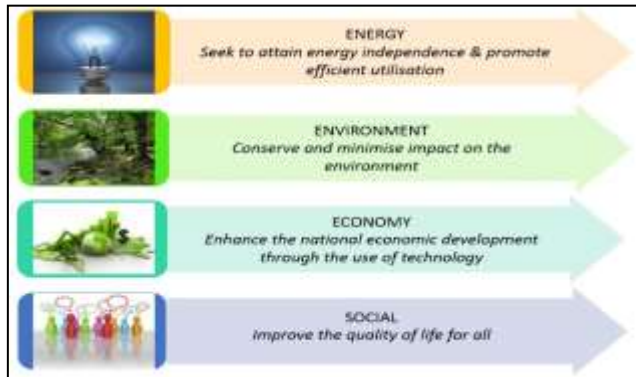 ENERGY
Seek to attain energy independence & promote
efficient utilisation
ENVIRONMENT
Conserve and minimise impact on the
environment
ECONOMY
Enhance the national economic development
through the use of technology
SOCIAL
Improve the quality of life for all